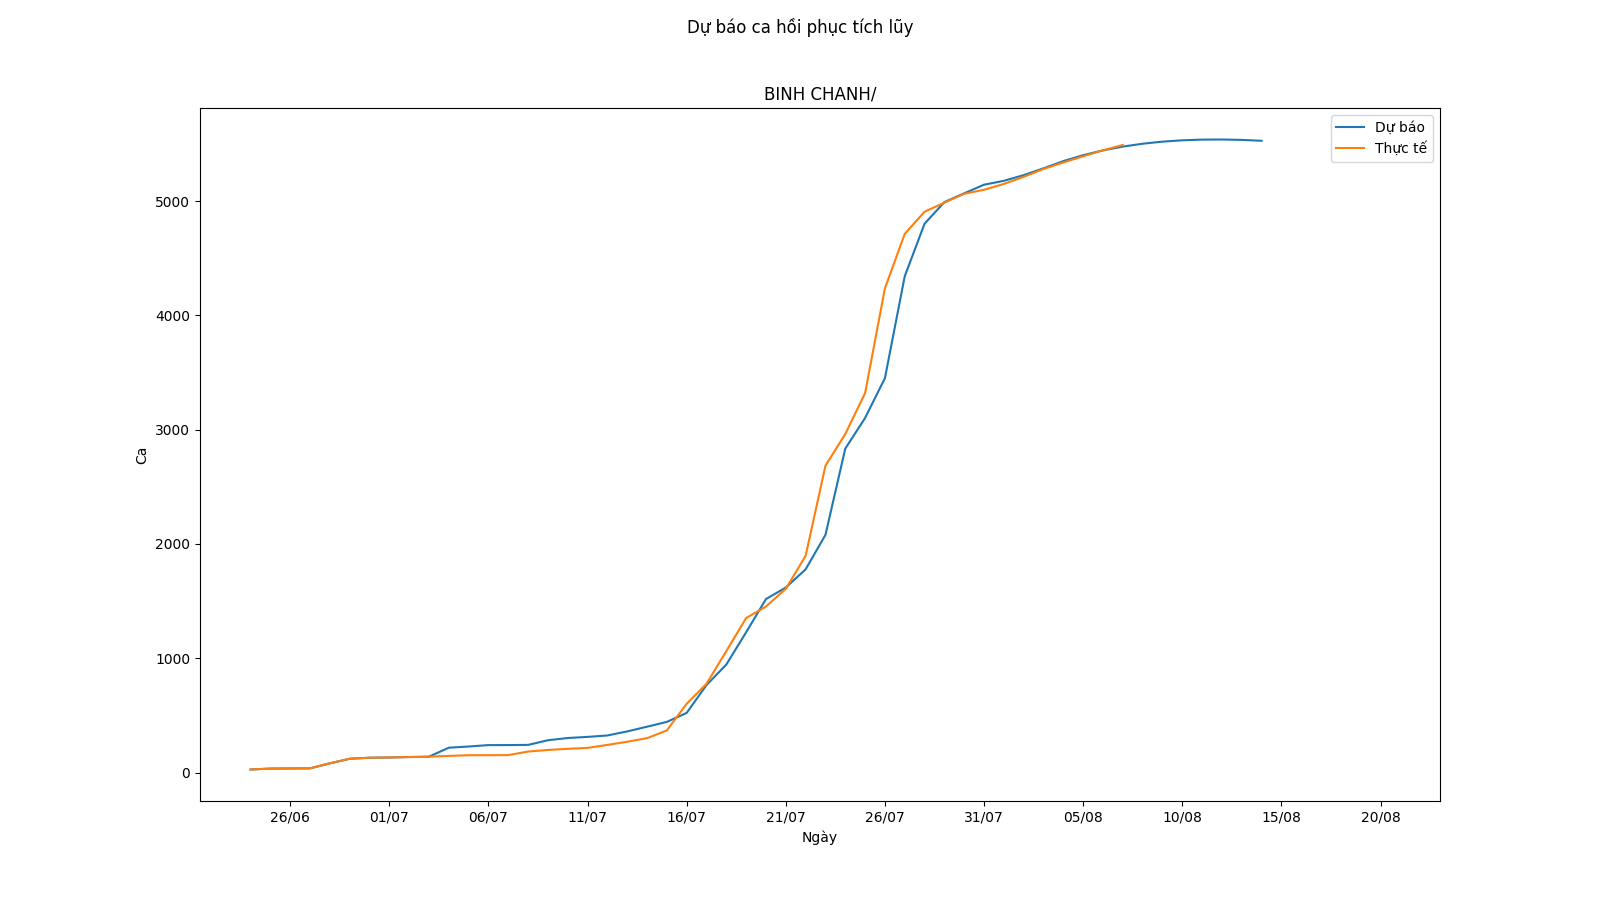 Dự báo ca hồi phục tích lũy
BINH CHANH/
Dự báo
Thực tế
5000
4000
3000
2000
1000
0
Ca
26/06 01/07 06/07 11/07 16/07 21/07 26/07 31/07 05/08 10/08 15/08 20/08
Ngày